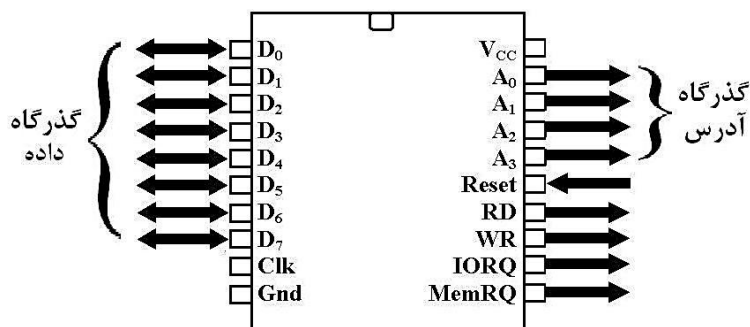 گذرگاه
داده
D₀
D₁
D₂
D₃
D₄
D₅
D₆
D₇
Clk
Gnd
V_CC
A₀
A₁
A₂
A₃
Reset
RD
WR
IORQ
MemRQ
گذرگاه
آدرس